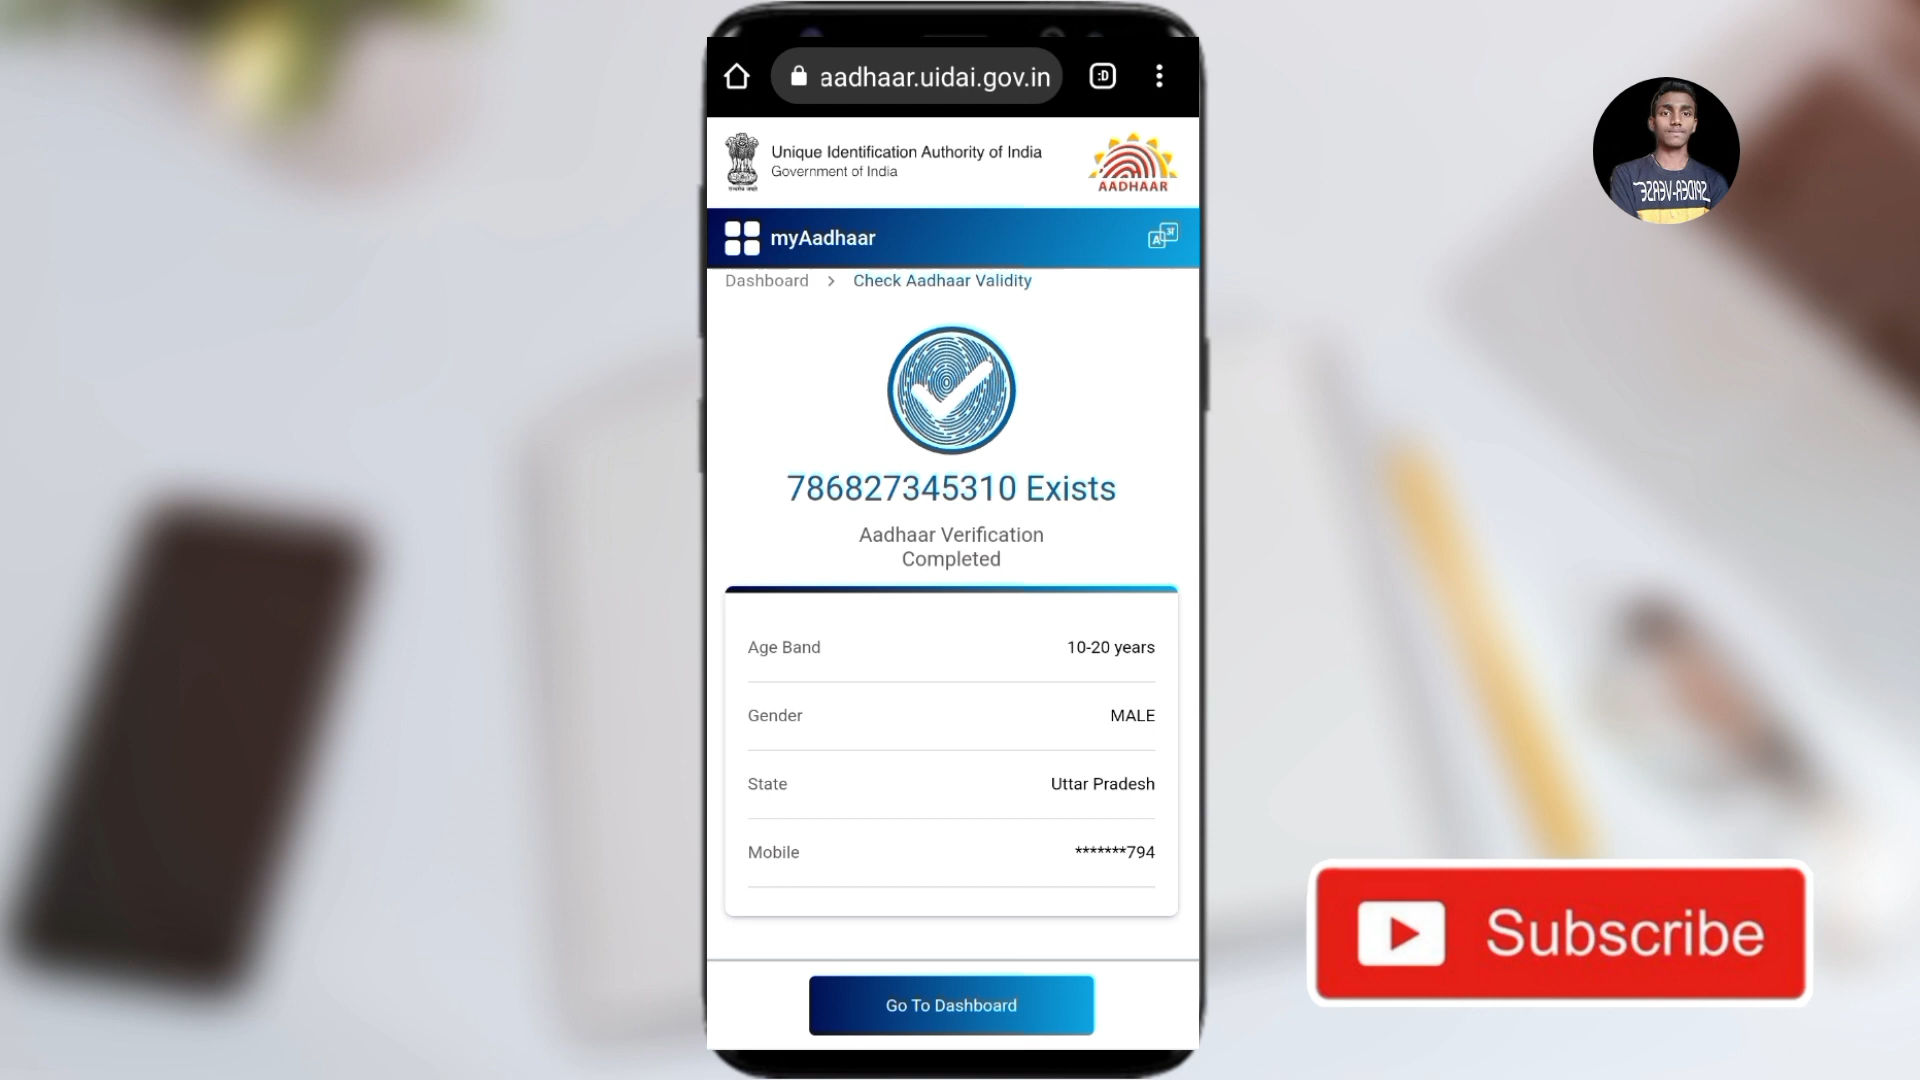 aadhaar.uidai.gov.in
:D
Unique Identification Authority of India
Government of India
AADHAAR
myAadhaar
Dashboard > Check Aadhaar Validity
786827345310 Exists
Aadhaar Verification
Completed
Age Band 10-20 years
Gender MALE
State Uttar Pradesh
Mobile *******794
Go To Dashboard
SPIDER-VERSE
Subscribe